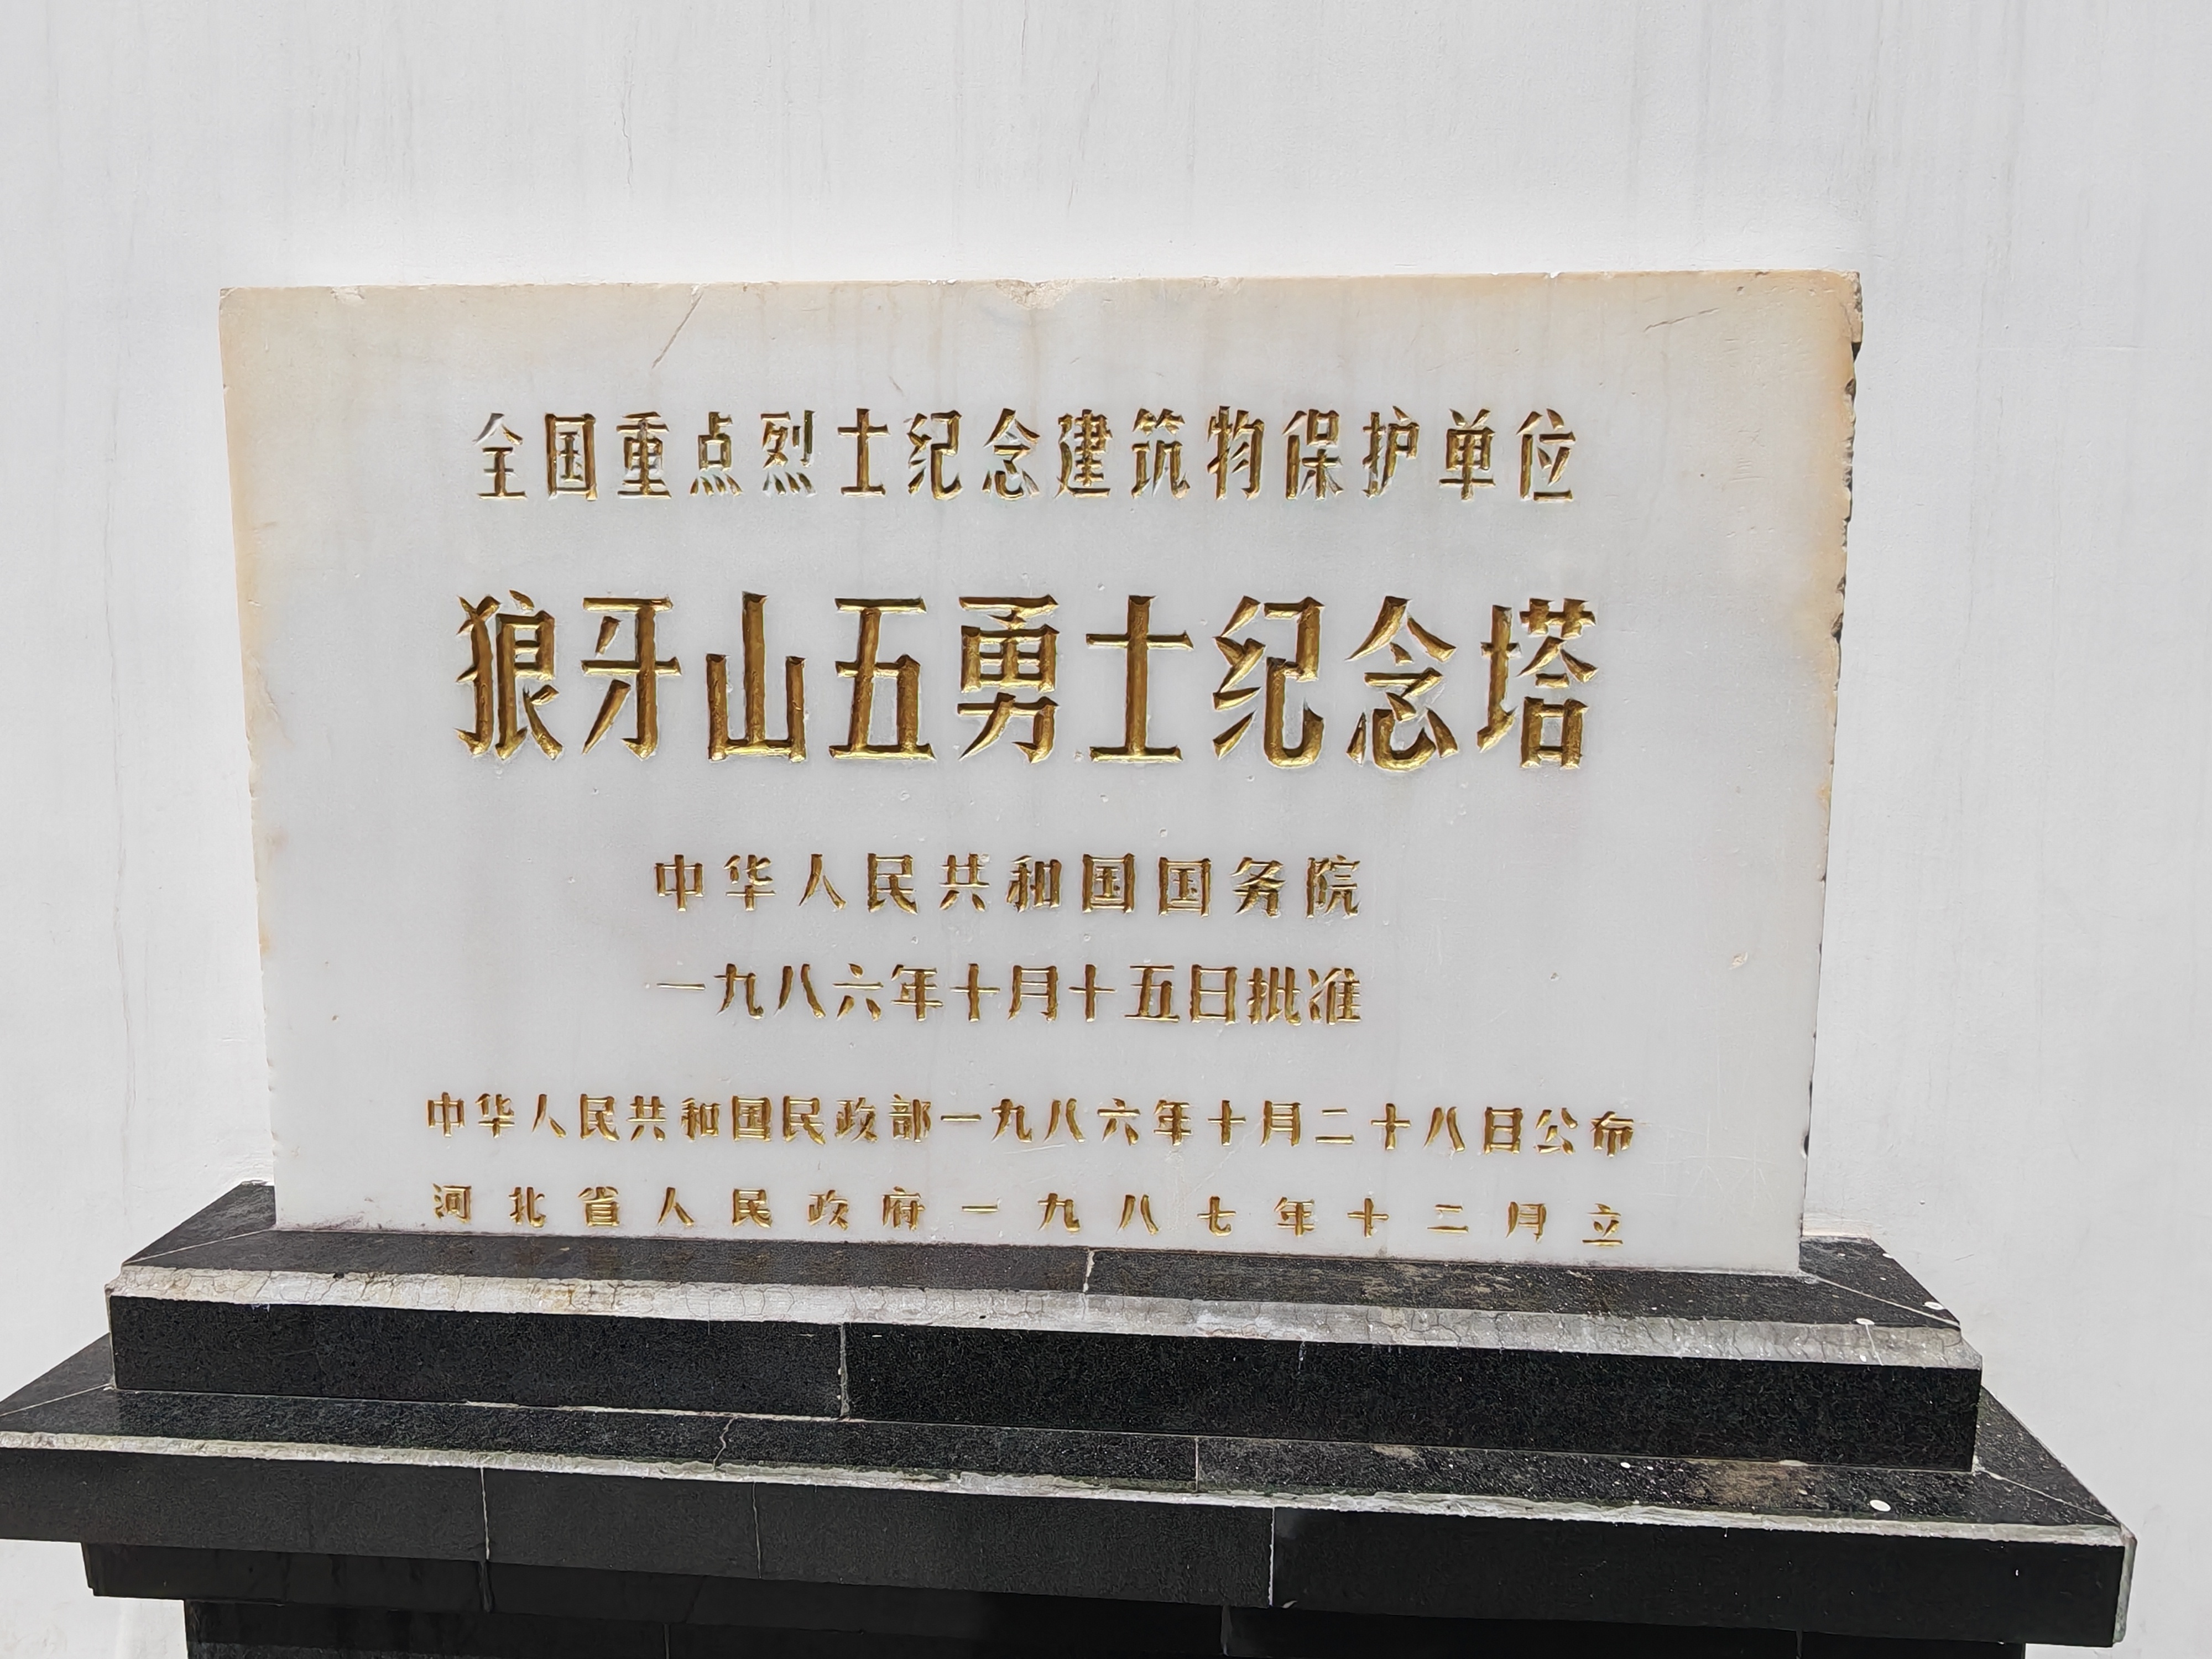 全国重点烈士纪念建筑物保护单位
狼牙山五勇士纪念塔
中华人民共和国国务院
一九八六年十月十五日批准
中华人民共和国民政部一九八六年十月二十八日公布
河北省人民政府一九八七年十二月立